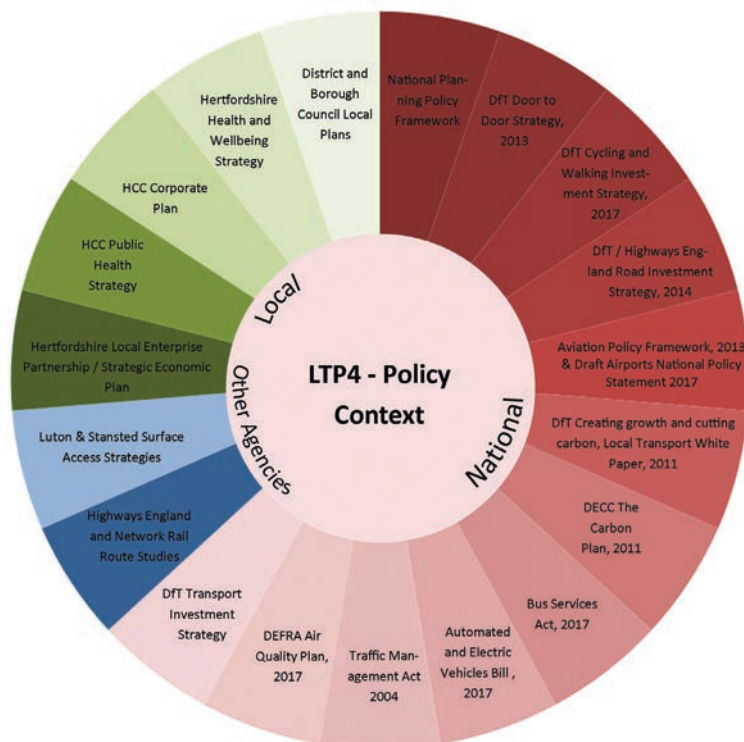 LTP4 - Policy
Context
National
National Plan-
ning Policy
Framework
DfT Door to
Door Strategy,
2013
DfT Cycling and
Walking Invest-
ment Strategy,
2017
DfT / Highways Eng-
land Road Investment
Strategy, 2014
Aviation Policy Framework, 2013
& Draft Airports National Policy
Statement 2017
DfT Creating growth and cutting
carbon, Local Transport White
Paper, 2011
DECC The
Carbon
Plan, 2011
Bus Services
Act, 2017
Automated
and Electric
Vehicles Bill ,
2017
Traffic Man-
agement Act
2004
DEFRA Air
Quality Plan,
2017
DfT Transport
Investment
Strategy
Other Agencies
Highways England
and Network Rail
Route Studies
Luton & Stansted Surface
Access Strategies
Local
Hertfordshire Local Enterprise
Partnership / Strategic Economic
Plan
HCC Public
Health
Strategy
HCC Corporate
Plan
Hertfordshire
Health and
Wellbeing
Strategy
District and
Borough
Council Local
Plans